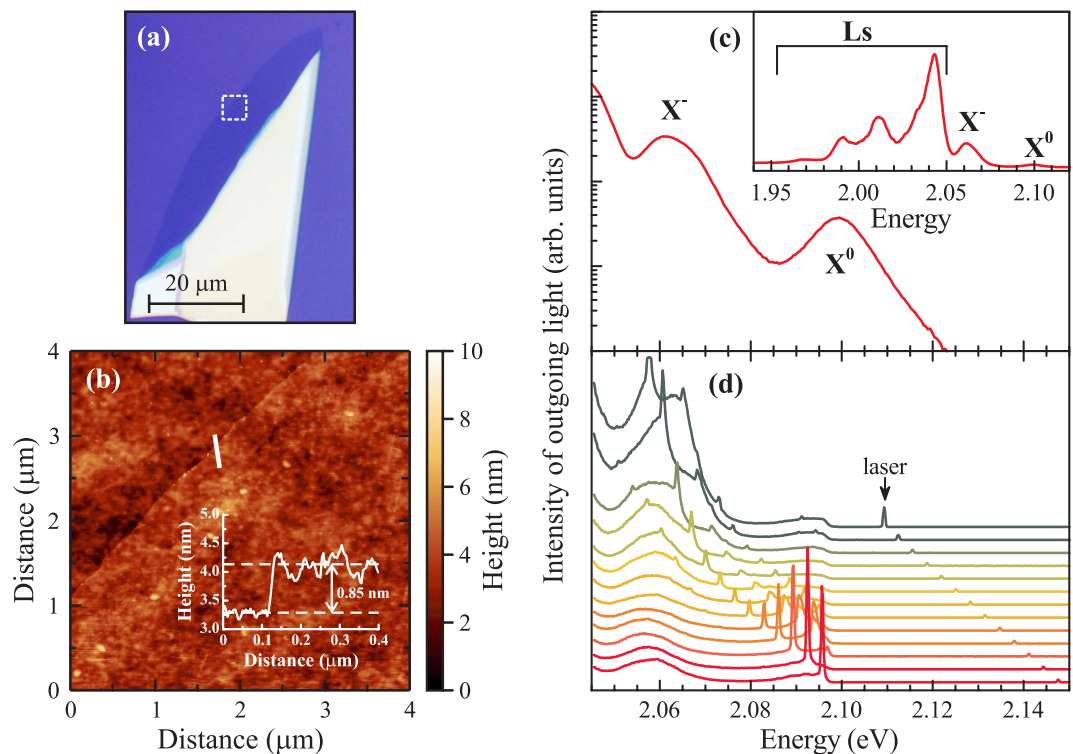 (a)
20 μm
(b)
Distance (μm)
4
3
2
1
0
0
1
2
3
4
Distance (μm)
10
8
6
4
2
0
Height (nm)
Height (nm)
5.0
4.5
4.0
3.5
3.0
0.85 nm
0
0.1
0.2
0.3
0.4
Distance (μm)
Intensity of outgoing light (arb. units)
(c)
X⁻
X⁰
Ls
X⁻
X⁰
1.95
2.00
2.05
2.10
Energy
(d)
laser
2.06
2.08
2.10
2.12
2.14
Energy (eV)